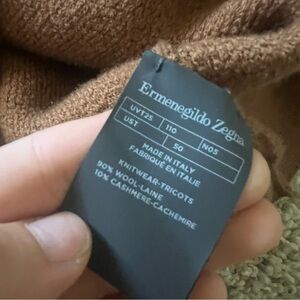 Ermenegildo Zegna
UVT25 110 N05
UST 50
MADE IN ITALY
FABRIQUÉ EN ITALIE
KNITWEAR-TRICOTS
90% WOOL-LAINE
10% CASHMERE-CACHEMIRE